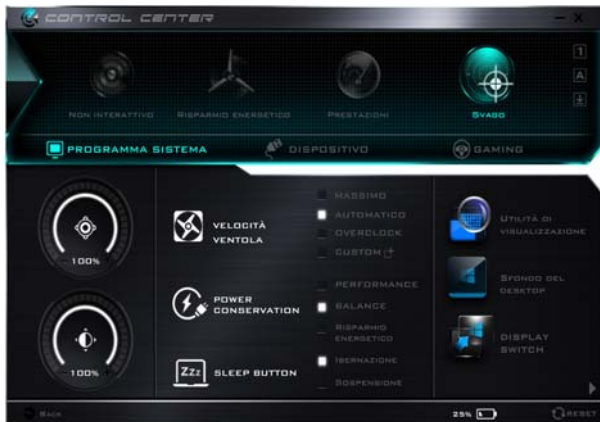 CONTROL CENTER
NON INTERATTIVO
RISPARMIO ENERGETICO
PRESTAZIONI
SVAGO
1
A
PROGRAMMA SISTEMA
DISPOSITIVO
GAMING
100%
VELOCITÀ
VENTOLA
MASSIMO
AUTOMATICO
OVERCLOCK
CUSTOM
UTILITÀ DI
VISUALIZZAZIONE
POWER
CONSERVATION
PERFORMANCE
BALANCE
RISPARMIO
ENERGETICO
SFONDO DEL
DESKTOP
100%
ZZZ
SLEEP BUTTON
IBERNAZIONE
SOSPENSIONE
DISPLAY
SWITCH
BACK
25%
RESET